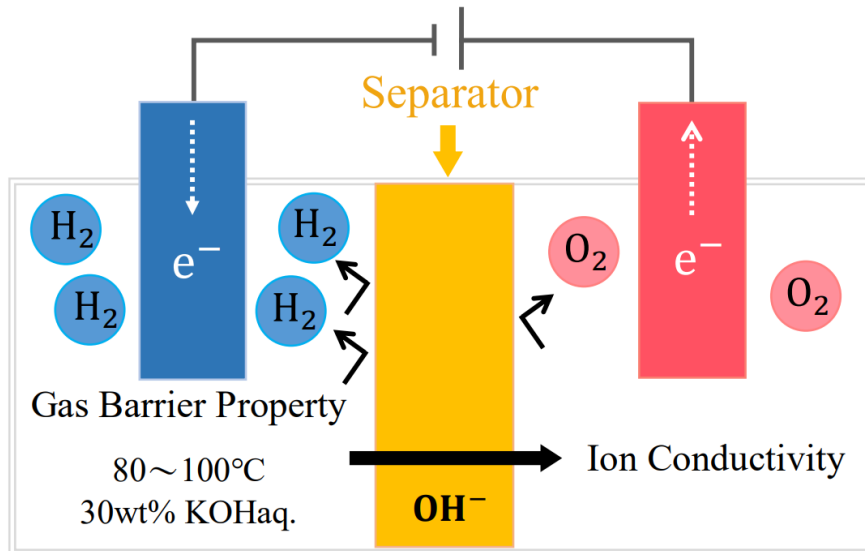 Separator
H₂
H₂
e⁻
H₂
H₂
O₂
e⁻
O₂
Gas Barrier Property
80～100℃
30wt% KOHaq.
OH⁻
Ion Conductivity